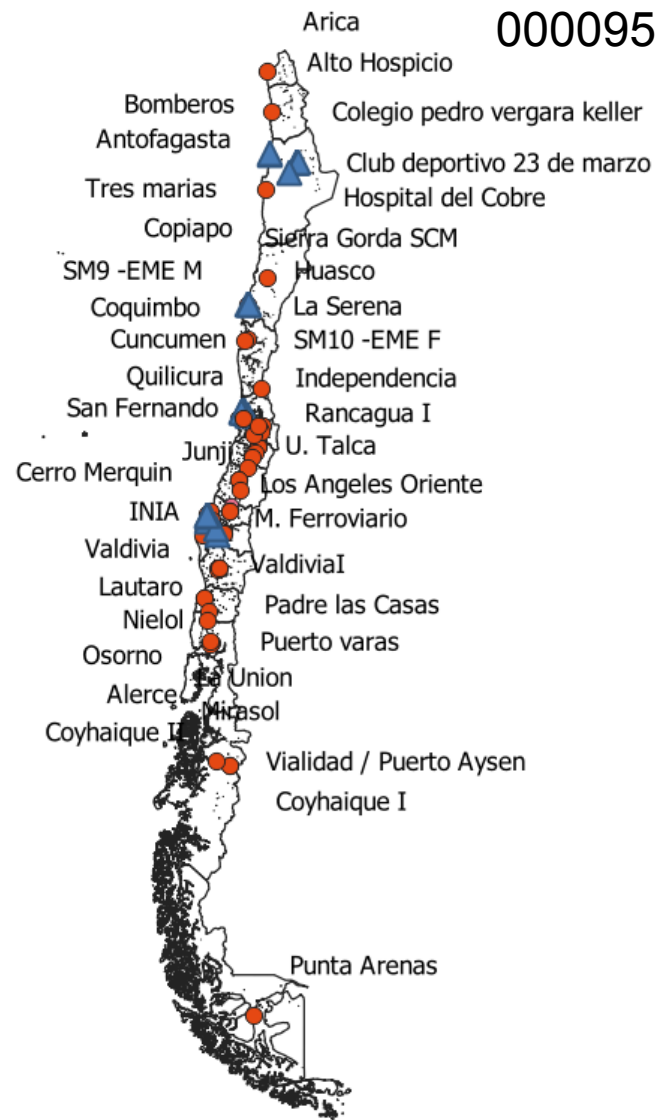 000095
Arica
Alto Hospicio
Bomberos
Colegio pedro vergara keller
Antofagasta
Club deportivo 23 de marzo
Tres marias
Hospital del Cobre
Copiapo
Sierra Gorda SCM
SM9 -EME M
Huasco
Coquimbo
La Serena
Cuncumen
SM10 -EME F
Quilicura
Independencia
San Fernando
Rancagua I
Junji
U. Talca
Cerro Merquin
Los Angeles Oriente
INIA
M. Ferroviario
Valdivia
ValdiviaI
Lautaro
Padre las Casas
Nielol
Puerto varas
Osorno
La Union
Alerce
Mirasol
Coyhaique II
Vialidad / Puerto Aysen
Coyhaique I
Punta Arenas